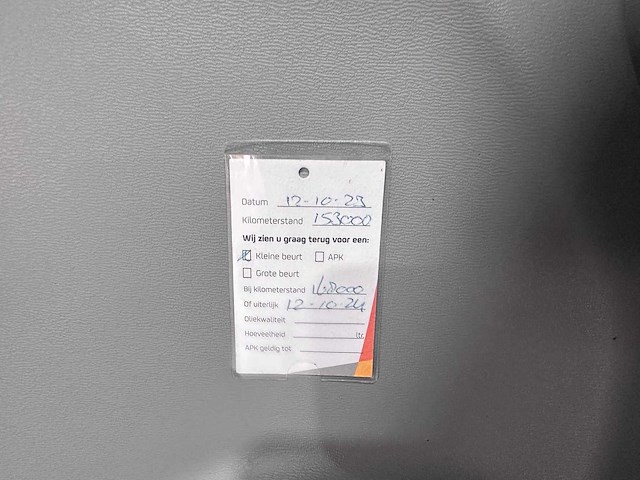 Datum 12-10-23
Kilometerstand 153000
Wij zien u graag terug voor een:
Kleine beurt APK
Grote beurt
Bij kilometerstand 168000
Of uiterlijk 12-10-24
Oliekwaliteit
Hoeveelheid ltr.
APK geldig tot